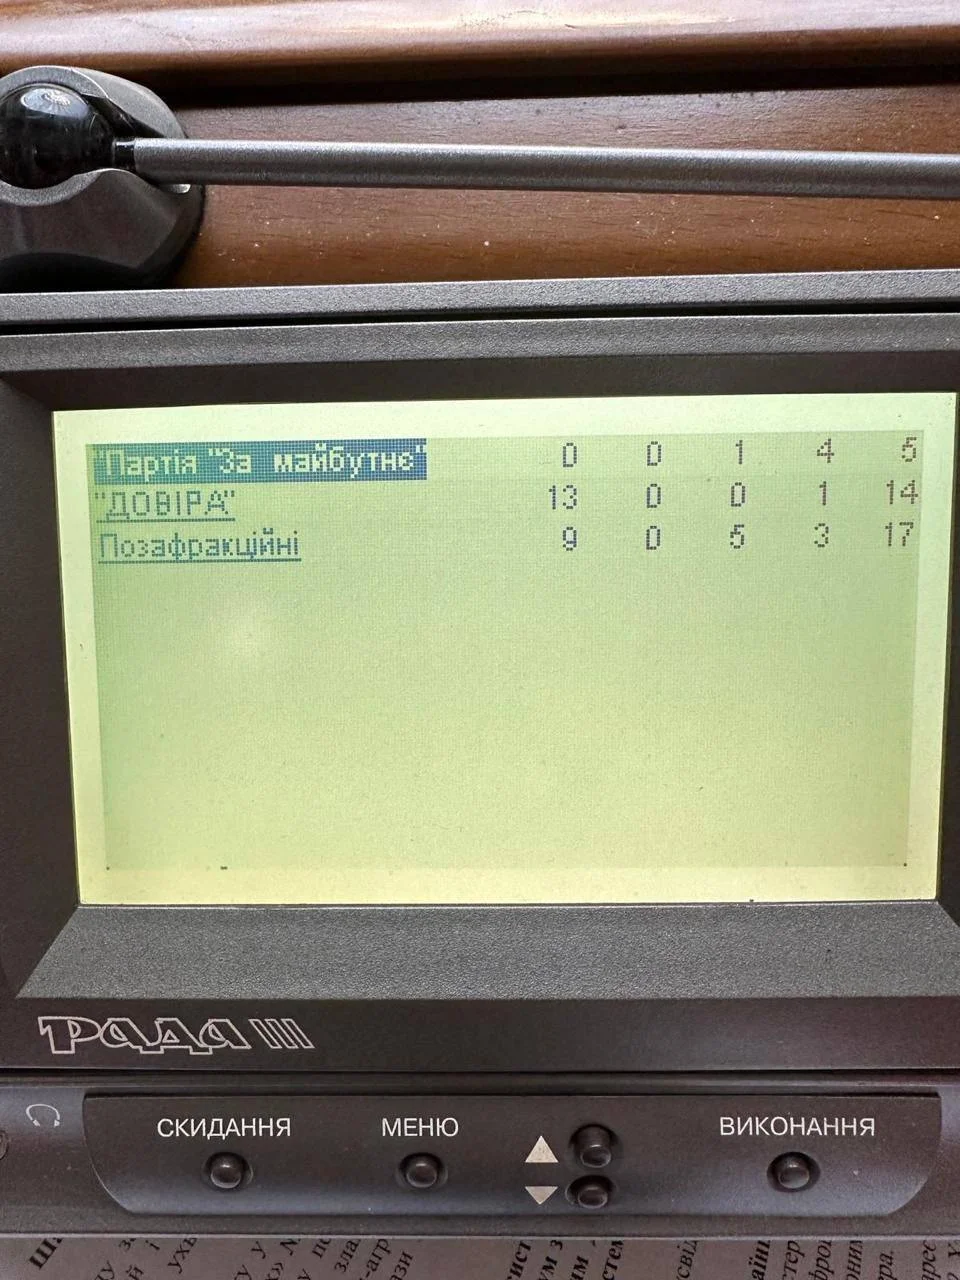 "Партія "За майбутнє" 0 0 1 4 5
"ДОВІРА" 13 0 0 1 14
Позафракційні 9 0 5 3 17
РАДА III
СКИДАННЯ МЕНЮ ВИКОНАННЯ